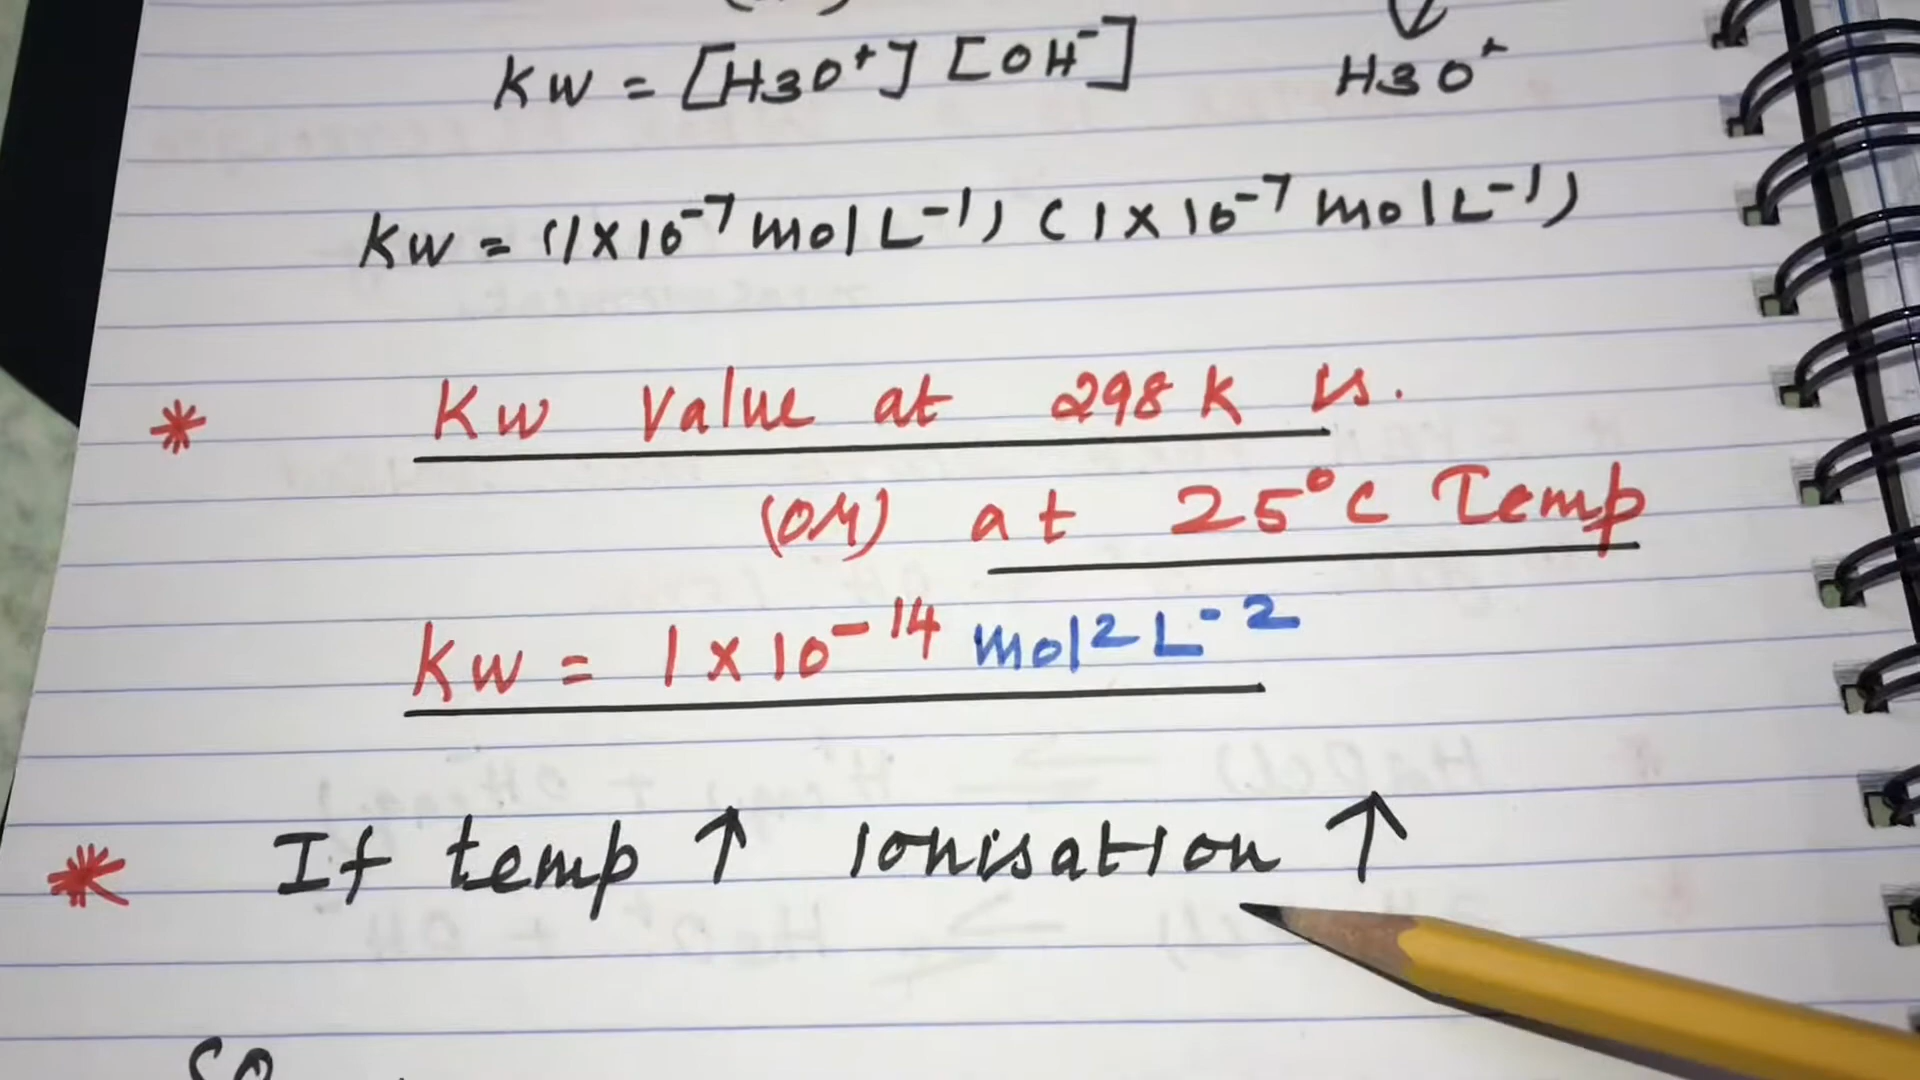 Kw = [H3O+] [OH-]
H3O+
Kw = (1×10-7 mol L-1) (1×10-7 mol L-1)
* Kw Value at 298 K is.
(or) at 25°C Temp
Kw = 1×10-14 mol2 L-2
* If temp ↑ Ionisation ↑
so